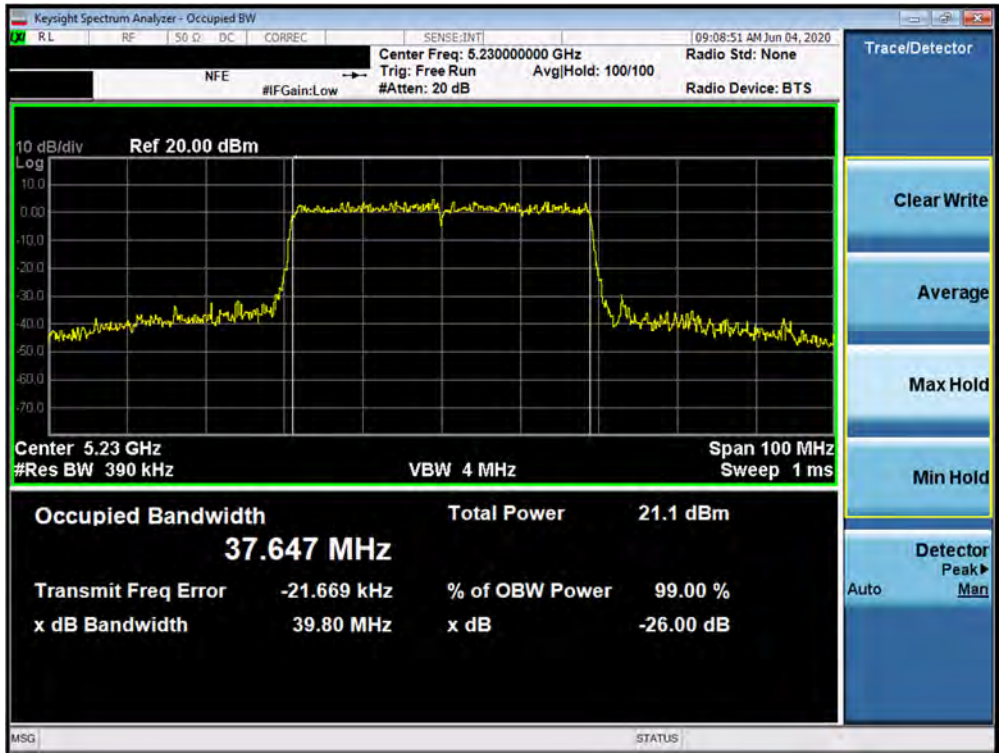 Keysight Spectrum Analyzer - Occupied BW
LXI RL RF 50 Ω DC CORREC SENSE:INT 09:08:51 AM Jun 04, 2020
Center Freq: 5.230000000 GHz Radio Std: None
NFE Trig: Free Run Avg|Hold: 100/100
#IFGain:Low #Atten: 20 dB Radio Device: BTS
Trace/Detector
10 dB/div Ref 20.00 dBm
Log
10.0
0.00
-10.0
-20.0
-30.0
-40.0
-50.0
-60.0
-70.0
Center 5.23 GHz Span 100 MHz
#Res BW 390 kHz VBW 4 MHz Sweep 1 ms
Occupied Bandwidth Total Power 21.1 dBm
37.647 MHz
Transmit Freq Error -21.669 kHz % of OBW Power 99.00 %
x dB Bandwidth 39.80 MHz x dB -26.00 dB
Clear Write
Average
Max Hold
Min Hold
Detector
Peak▶
Auto Man
MSG STATUS